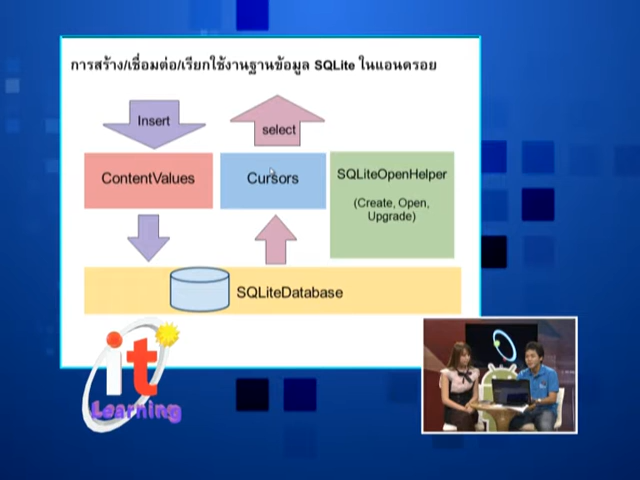 การสร้าง/เชื่อมต่อ/เรียกใช้งานฐานข้อมูล SQLite ในแอนดรอย
Insert
select
ContentValues
Cursors
SQLiteOpenHelper
(Create, Open,
Upgrade)
SQLiteDatabase
it
Learning